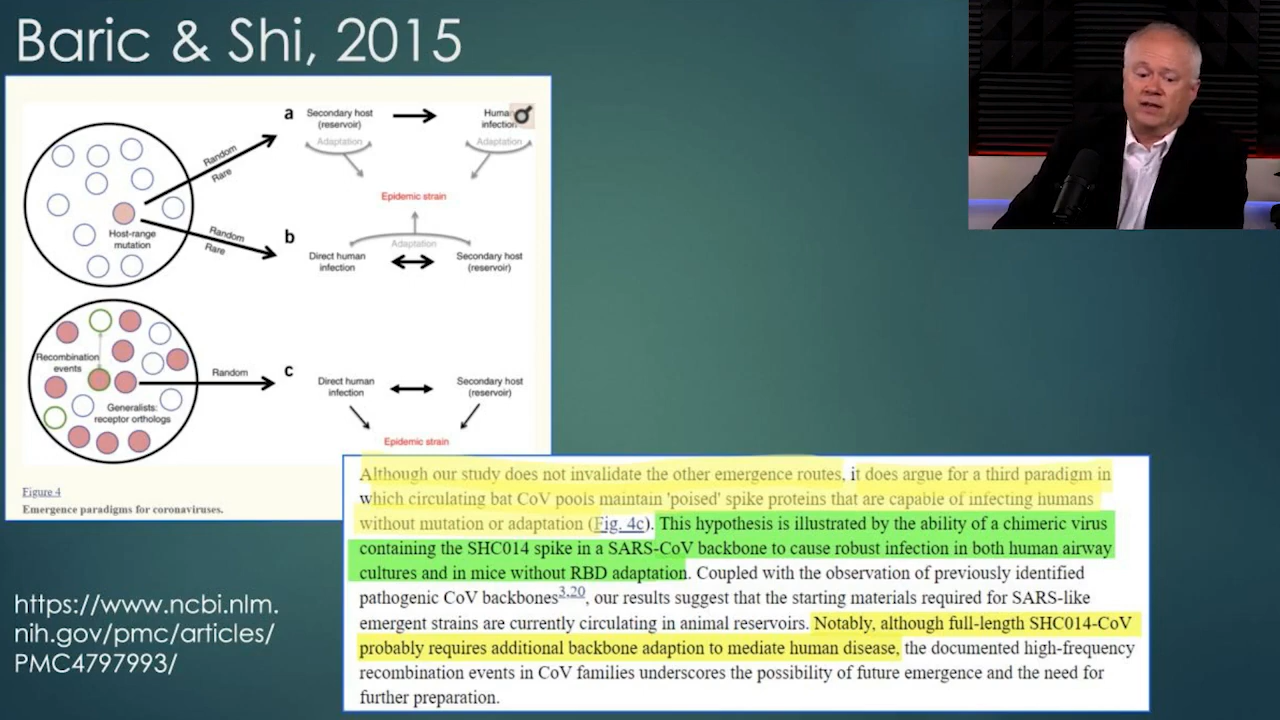 Baric & Shi, 2015
a
Secondary host
(reservoir)
Huma
infection
Adaptation
Adaptation
Random
Rare
Epidemic strain
Host-range
mutation
Random
Rare
b
Adaptation
Direct human
infection
Secondary host
(reservoir)
Recombination
events
Random
c
Direct human
infection
Secondary host
(reservoir)
Generalists:
receptor orthologs
Epidemic strain
Figure 4
Emergence paradigms for coronaviruses.
Although our study does not invalidate the other emergence routes, it does argue for a third paradigm in
which circulating bat CoV pools maintain 'poised' spike proteins that are capable of infecting humans
without mutation or adaptation (Fig. 4c). This hypothesis is illustrated by the ability of a chimeric virus
containing the SHC014 spike in a SARS-CoV backbone to cause robust infection in both human airway
cultures and in mice without RBD adaptation. Coupled with the observation of previously identified
pathogenic CoV backbones3,20, our results suggest that the starting materials required for SARS-like
emergent strains are currently circulating in animal reservoirs. Notably, although full-length SHC014-CoV
probably requires additional backbone adaption to mediate human disease, the documented high-frequency
recombination events in CoV families underscores the possibility of future emergence and the need for
further preparation.
https://www.ncbi.nlm.
nih.gov/pmc/articles/
PMC4797993/